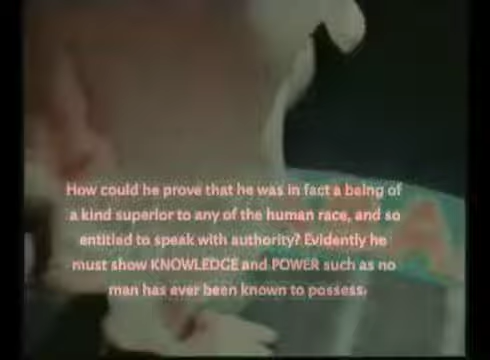 How could he prove that he was in fact a being of
a kind superior to any of the human race, and so
entitled to speak with authority? Evidently he
must show KNOWLEDGE and POWER such as no
man has ever been known to possess.